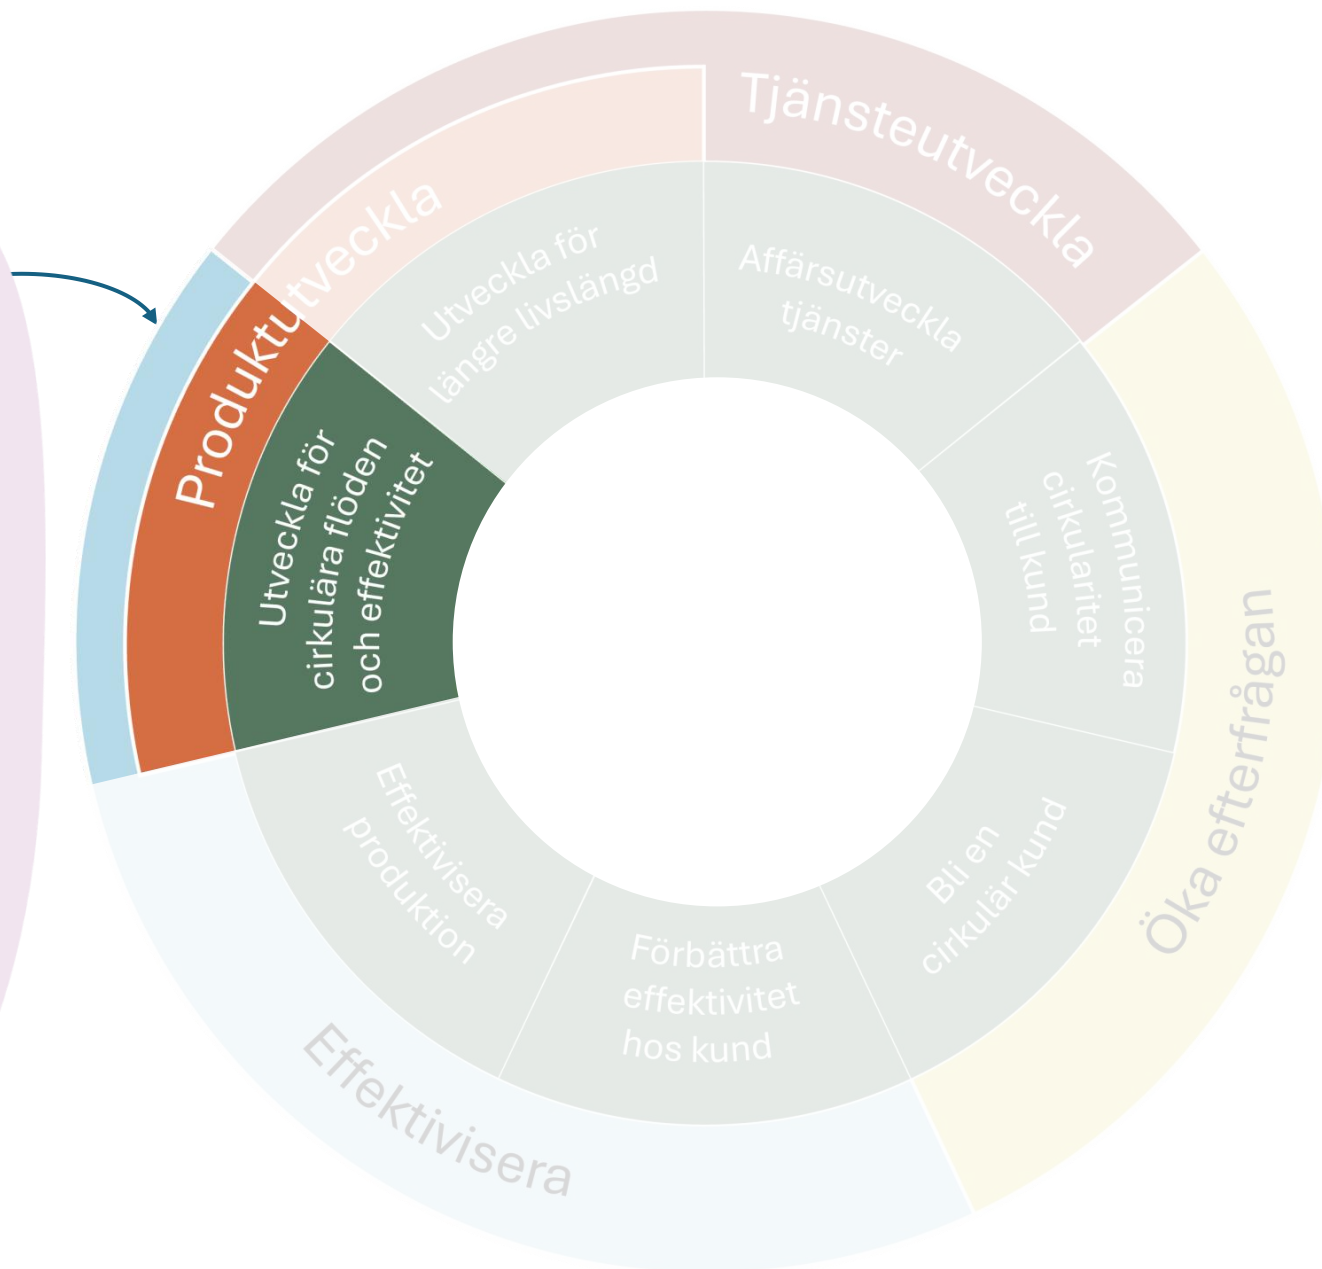 Tjänsteutveckla
Produktutveckla
Utveckla för
längre livslängd
Affärsutveckla
tjänster
Utveckla för
cirkulära flöden
och effektivitet
Kommunicera
cirkularitet
till kund
Öka efterfrågan
Effektivisera
produktion
Bli en
cirkulär kund
Förbättra
effektivitet
hos kund
Effektivisera